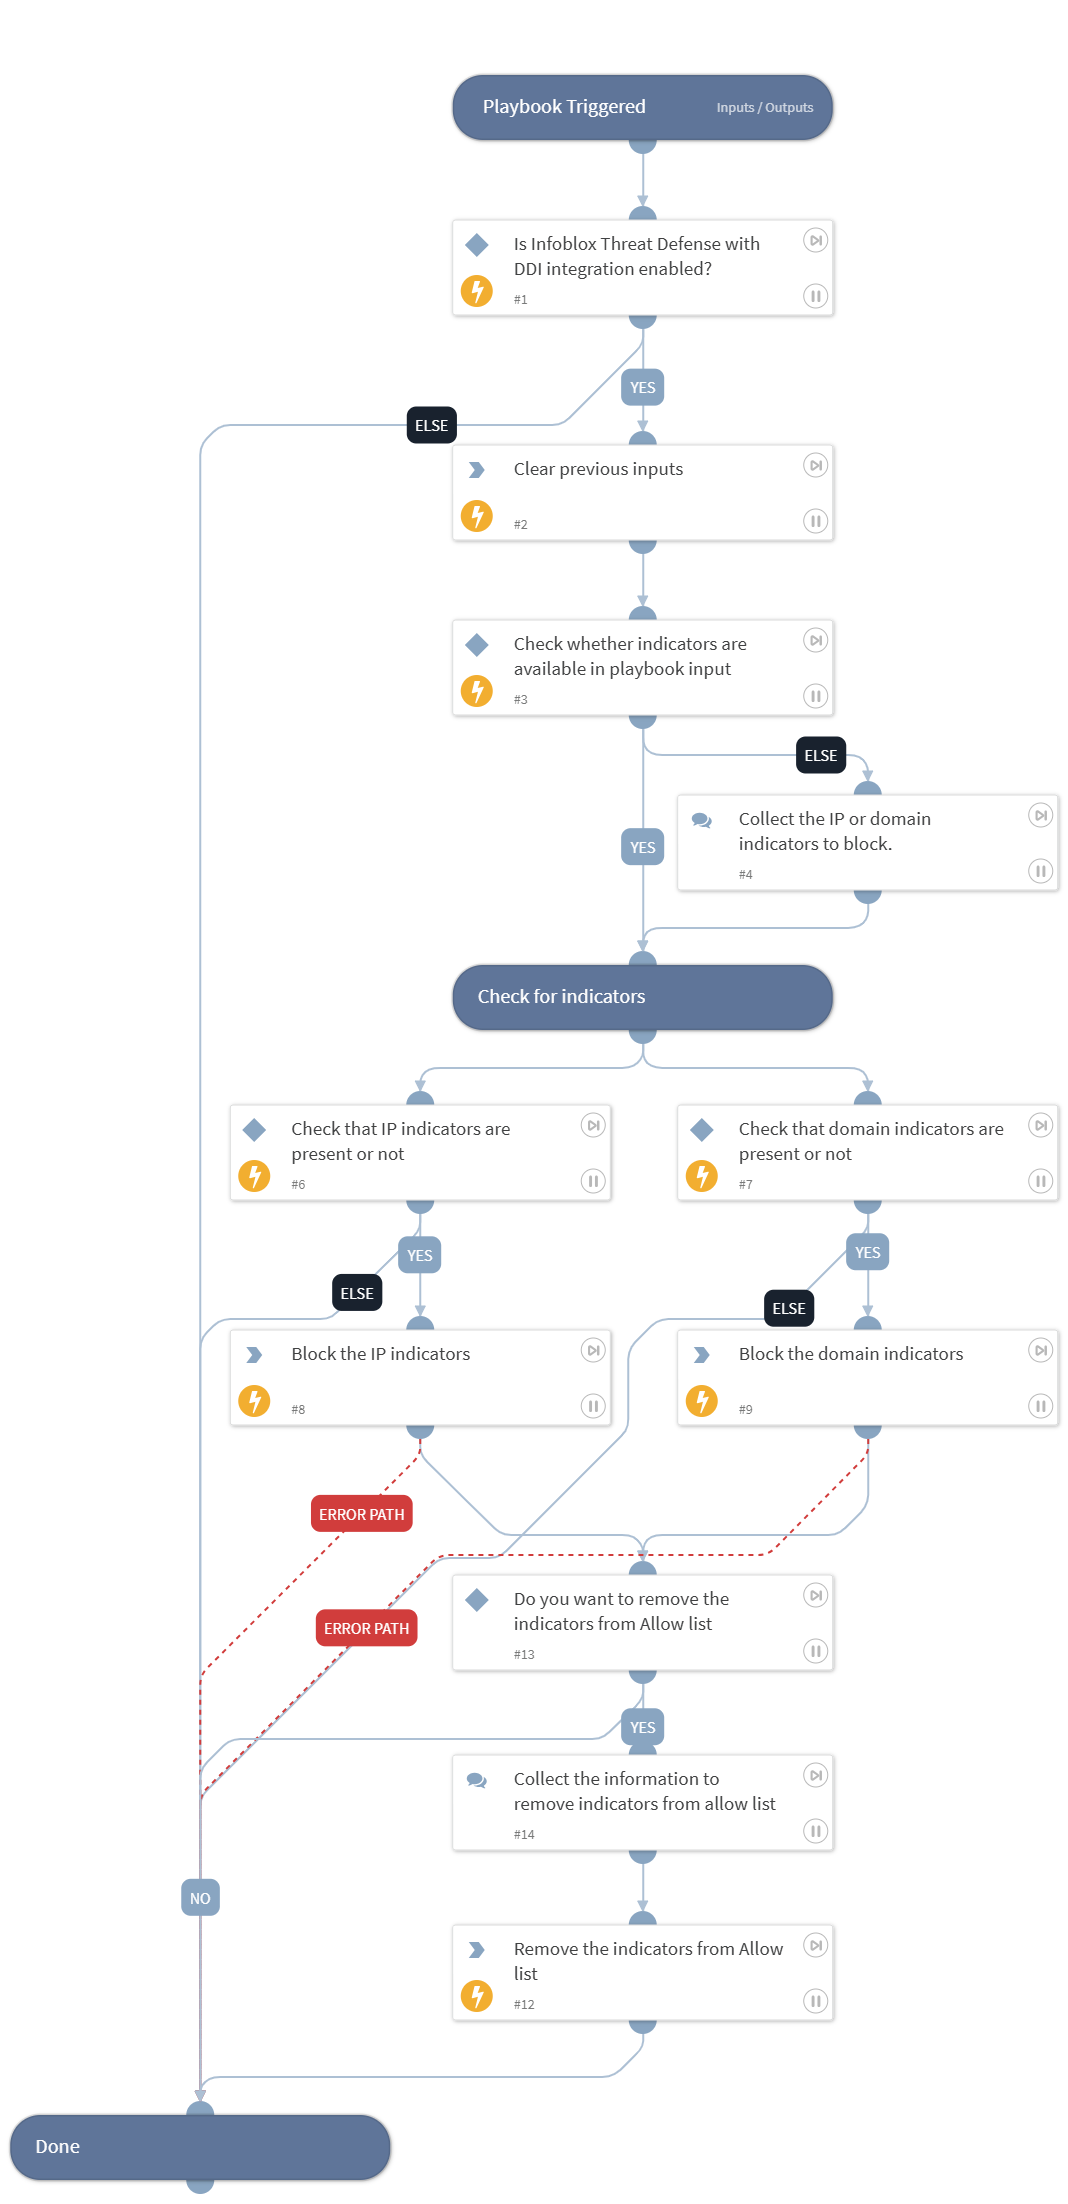 Playbook Triggered
Inputs / Outputs
Is Infoblox Threat Defense with
DDI integration enabled?
#1
YES
ELSE
Clear previous inputs
#2
Check whether indicators are
available in playbook input
#3
ELSE
YES
Collect the IP or domain
indicators to block.
#4
Check for indicators
Check that IP indicators are
present or not
#6
Check that domain indicators are
present or not
#7
YES
YES
ELSE
ELSE
Block the IP indicators
#8
Block the domain indicators
#9
ERROR PATH
ERROR PATH
Do you want to remove the
indicators from Allow list
#13
YES
Collect the information to
remove indicators from allow list
#14
NO
Remove the indicators from Allow
list
#12
Done